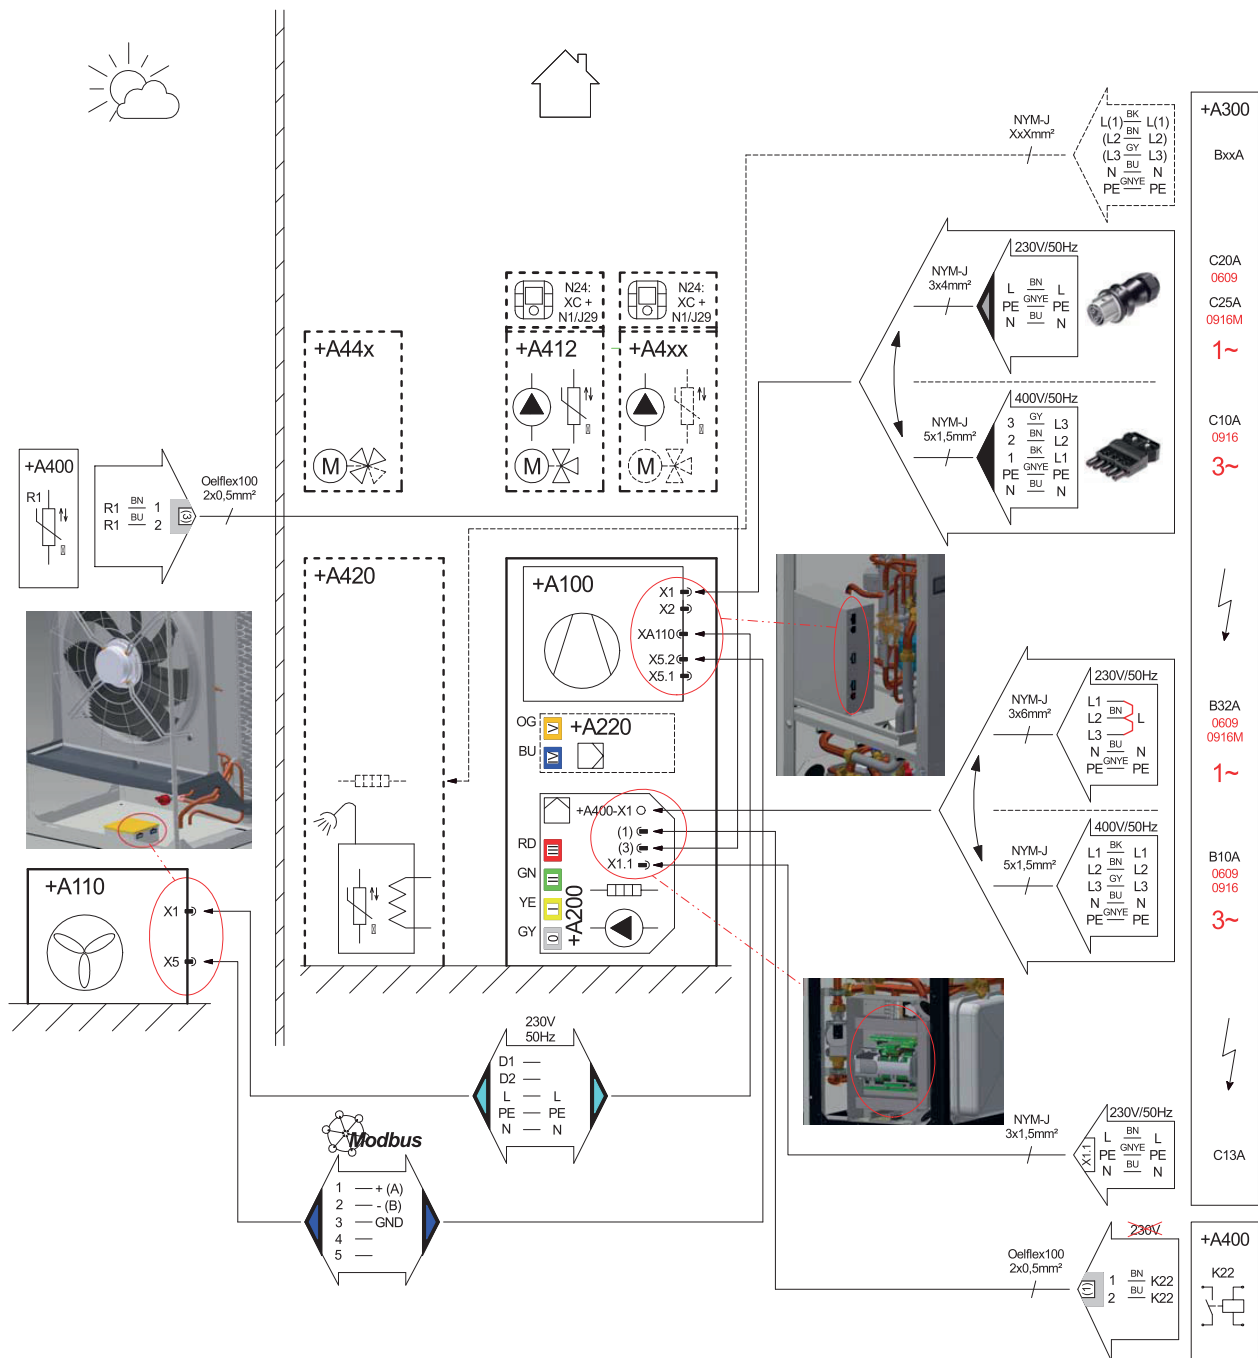 +A300
NYM-J
XxXmm²
L(1) BK L(1)
(L2 BN L2)
(L3 GY L3)
N BU N
PE GNYE PE
BxxA
230V/50Hz
NYM-J
3x4mm²
L BN L
PE GNYE PE
N BU N
C20A
0609
C25A
0916M
1~
400V/50Hz
NYM-J
5x1,5mm²
3 GY L3
2 BN L2
1 BK L1
PE GNYE PE
N BU N
C10A
0916
3~
N24:
XC +
N1/J29
N24:
XC +
N1/J29
+A44x
+A412
+A4xx
M
M
M
+A400
R1
R1 BN 1
R1 BU 2
(3)
Oelflex100
2x0,5mm²
+A420
+A100
X1
X2
XA110
X5.2
X5.1
OG
V
+A220
BU
IV
+A400-X1
(1)
(3)
X1.1
RD
III
GN
II
YE
I
GY
0
+A200
230V/50Hz
NYM-J
3x6mm²
L1
L2 BN L
L3
N BU N
PE GNYE PE
B32A
0609
0916M
1~
400V/50Hz
NYM-J
5x1,5mm²
L1 BK L1
L2 BN L2
L3 GY L3
N BU N
PE GNYE PE
B10A
0609
0916
3~
+A110
X1
X5
230V
50Hz
D1
D2
L L
PE PE
N N
Modbus
1 + (A)
2 - (B)
3 GND
4
5
230V/50Hz
NYM-J
3x1,5mm²
X1.1
L BN L
PE GNYE PE
N BU N
C13A
230V
Oelflex100
2x0,5mm²
(1)
1 BN K22
2 BU K22
+A400
K22